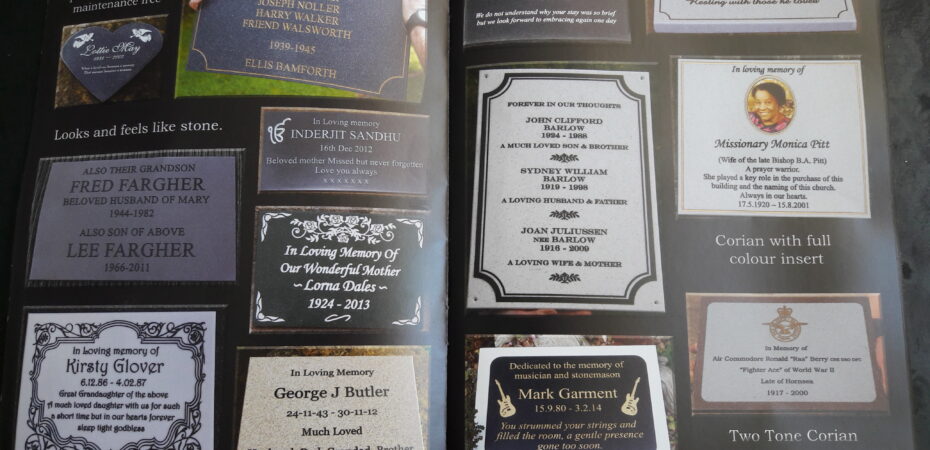 maintenance free
Lottie May
JOSEPH NOLLER
HARRY WALKER
FRIEND WALSWORTH
1939-1945
ELLIS BAMFORTH
Looks and feels like stone.
In Loving memory
INDERJIT SANDHU
16th Dec 2012
Beloved mother Missed but never forgotten
Love you always
x x x x x x x
ALSO THEIR GRANDSON
FRED FARGHER
BELOVED HUSBAND OF MARY
1944-1982
ALSO SON OF ABOVE
LEE FARGHER
1966-2011
In Loving Memory Of
Our Wonderful Mother
~ Lorna Dales ~
1924 - 2013
In Loving memory of
Kirsty Glover
6.12.86 - 4.02.87
Great Granddaughter of the above
A much loved daughter with us for such
a short time but in our hearts forever
sleep tight godbless
In Loving Memory
George J Butler
24-11-43 - 30-11-12
Much Loved
We do not understand why your stay was so brief
but we look forward to embracing again one day
Resting with those he loved
FOREVER IN OUR THOUGHTS
JOHN CLIFFORD
BARLOW
1924 - 1988
A MUCH LOVED SON & BROTHER
SYDNEY WILLIAM
BARLOW
1919 - 1998
A LOVING HUSBAND & FATHER
JOAN JULIUSSEN
NEE BARLOW
1916 - 2009
A LOVING WIFE & MOTHER
In loving memory of
Missionary Monica Pitt
(Wife of the late Bishop B.A. Pitt)
A prayer warrior.
She played a key role in the purchase of this
building and the naming of this church.
Always in our hearts.
17.5.1920 – 15.8.2001
Corian with full
colour insert
Dedicated to the memory of
musician and stonemason
Mark Garment
15.9.80 - 3.2.14
You strummed your strings and
filled the room, a gentle presence
gone too soon.
In Memory of
Air Commodore Ronald "Ras" Berry CBE DSO DFC
"Fighter Ace" of World War II
Late of Hornsea
1917 - 2000
Two Tone Corian